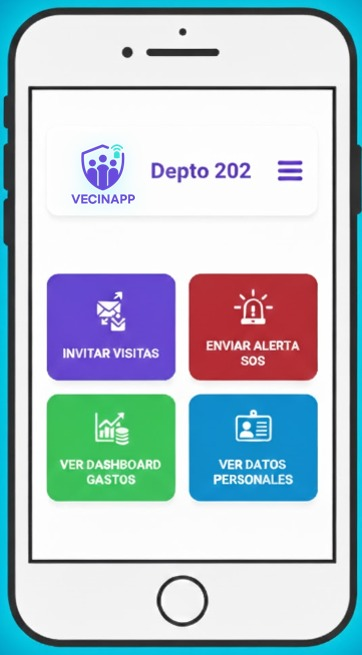 VECINAPP
Depto 202
INVITAR VISITAS
ENVIAR ALERTA
SOS
VER DASHBOARD
GASTOS
VER DATOS
PERSONALES